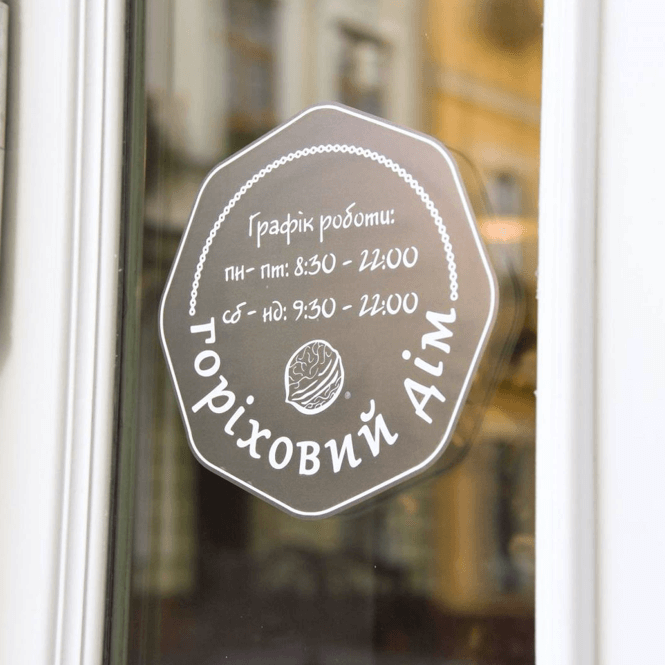 Графік роботи:
пн- пт: 8:30 - 22:00
сб - нд: 9:30 - 22:00
горіховий дім